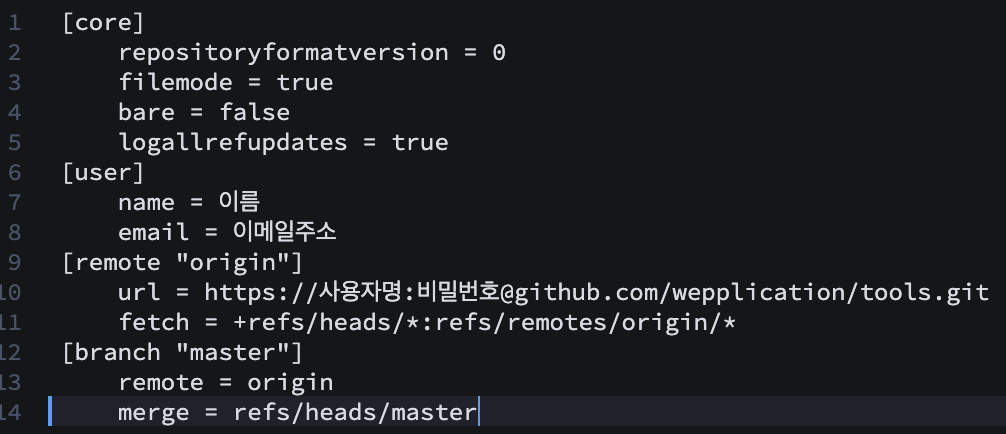 1 [core]
2     repositoryformatversion = 0
3     filemode = true
4     bare = false
5     logallrefupdates = true
6 [user]
7     name = 이름
8     email = 이메일주소
9 [remote "origin"]
10     url = https://사용자명:비밀번호@github.com/wepplication/tools.git
11     fetch = +refs/heads/*:refs/remotes/origin/*
12 [branch "master"]
13     remote = origin
14     merge = refs/heads/master